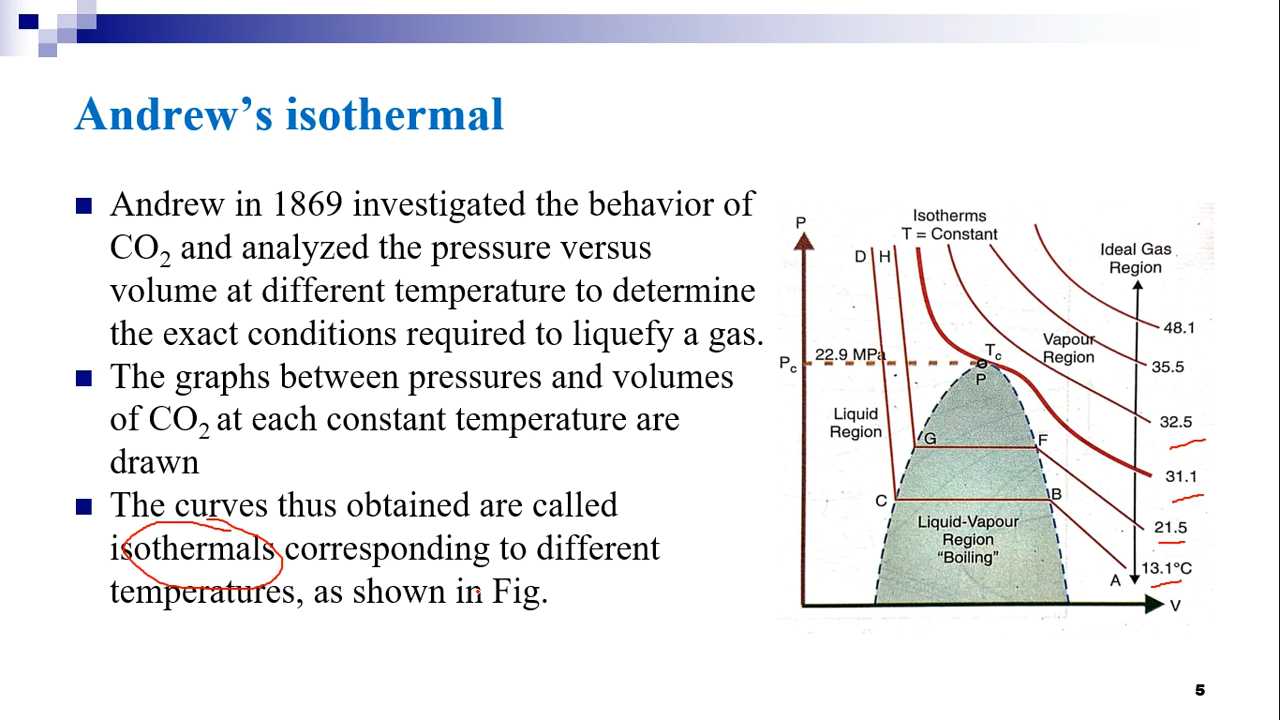 Andrew’s isothermal
Andrew in 1869 investigated the behavior of
CO2 and analyzed the pressure versus
volume at different temperature to determine
the exact conditions required to liquefy a gas.
The graphs between pressures and volumes
of CO2 at each constant temperature are
drawn
The curves thus obtained are called
isothermals corresponding to different
temperatures, as shown in Fig.
P
Isotherms
T = Constant
D H
Ideal Gas
Region
48.1
Vapour
Region
35.5
Pc
22.9 MPa
Tc
P
32.5
Liquid
Region
G
F
31.1
C
B
21.5
Liquid-Vapour
Region
“Boiling”
A
13.1°C
V
5